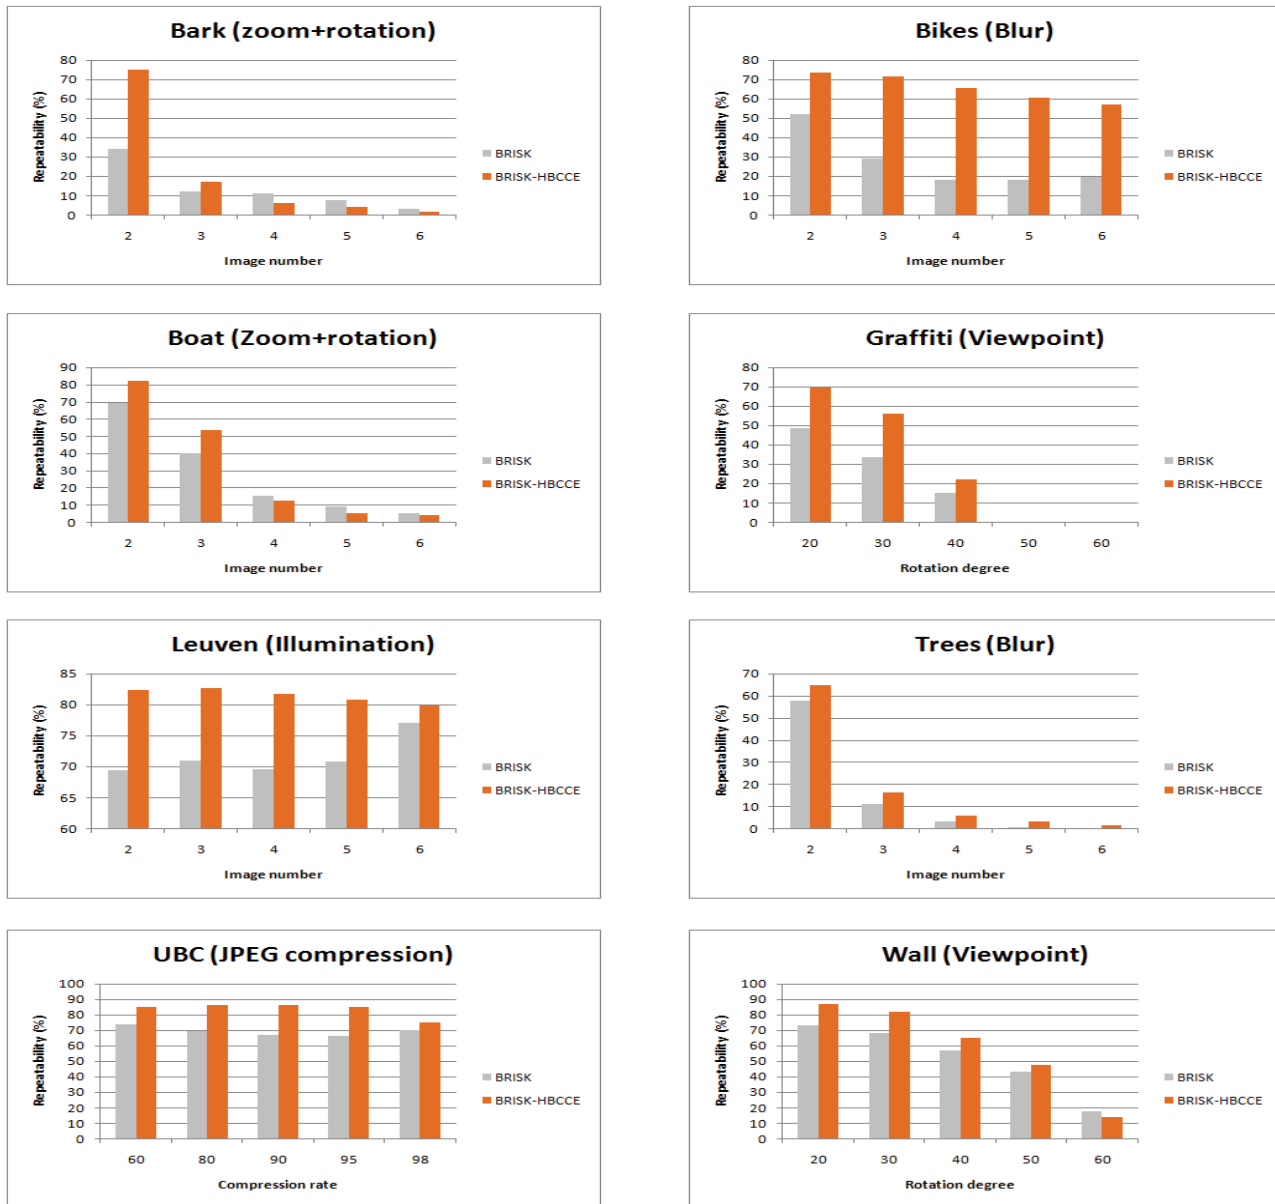 Bark (zoom+rotation)
Repeatability (%)
80
70
60
50
40
30
20
10
0
2 3 4 5 6
Image number
BRISK
BRISK-HBCCE
Bikes (Blur)
Repeatability (%)
80
70
60
50
40
30
20
10
0
2 3 4 5 6
Image number
BRISK
BRISK-HBCCE
Boat (Zoom+rotation)
Repeatability (%)
90
80
70
60
50
40
30
20
10
0
2 3 4 5 6
Image number
BRISK
BRISK-HBCCE
Graffiti (Viewpoint)
Repeatability (%)
80
70
60
50
40
30
20
10
0
20 30 40 50 60
Rotation degree
BRISK
BRISK-HBCCE
Leuven (Illumination)
Repeatability (%)
85
80
75
70
65
60
2 3 4 5 6
Image number
BRISK
BRISK-HBCCE
Trees (Blur)
Repeatability (%)
70
60
50
40
30
20
10
0
2 3 4 5 6
Image number
BRISK
BRISK-HBCCE
UBC (JPEG compression)
Repeatability (%)
100
90
80
70
60
50
40
30
20
10
0
60 80 90 95 98
Compression rate
BRISK
BRISK-HBCCE
Wall (Viewpoint)
Repeatability (%)
100
90
80
70
60
50
40
30
20
10
0
20 30 40 50 60
Rotation degree
BRISK
BRISK-HBCCE